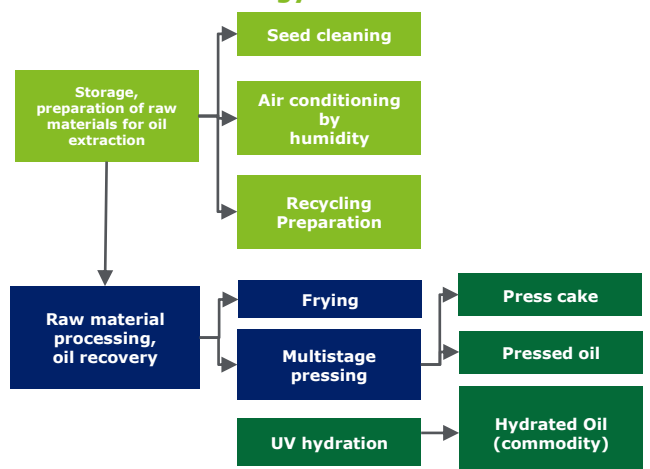 Seed cleaning
Storage,
preparation of raw
materials for oil
extraction
Air conditioning
by
humidity
Recycling
Preparation
Raw material
processing,
oil recovery
Frying
Multistage
pressing
Press cake
Pressed oil
UV hydration
Hydrated Oil
(commodity)